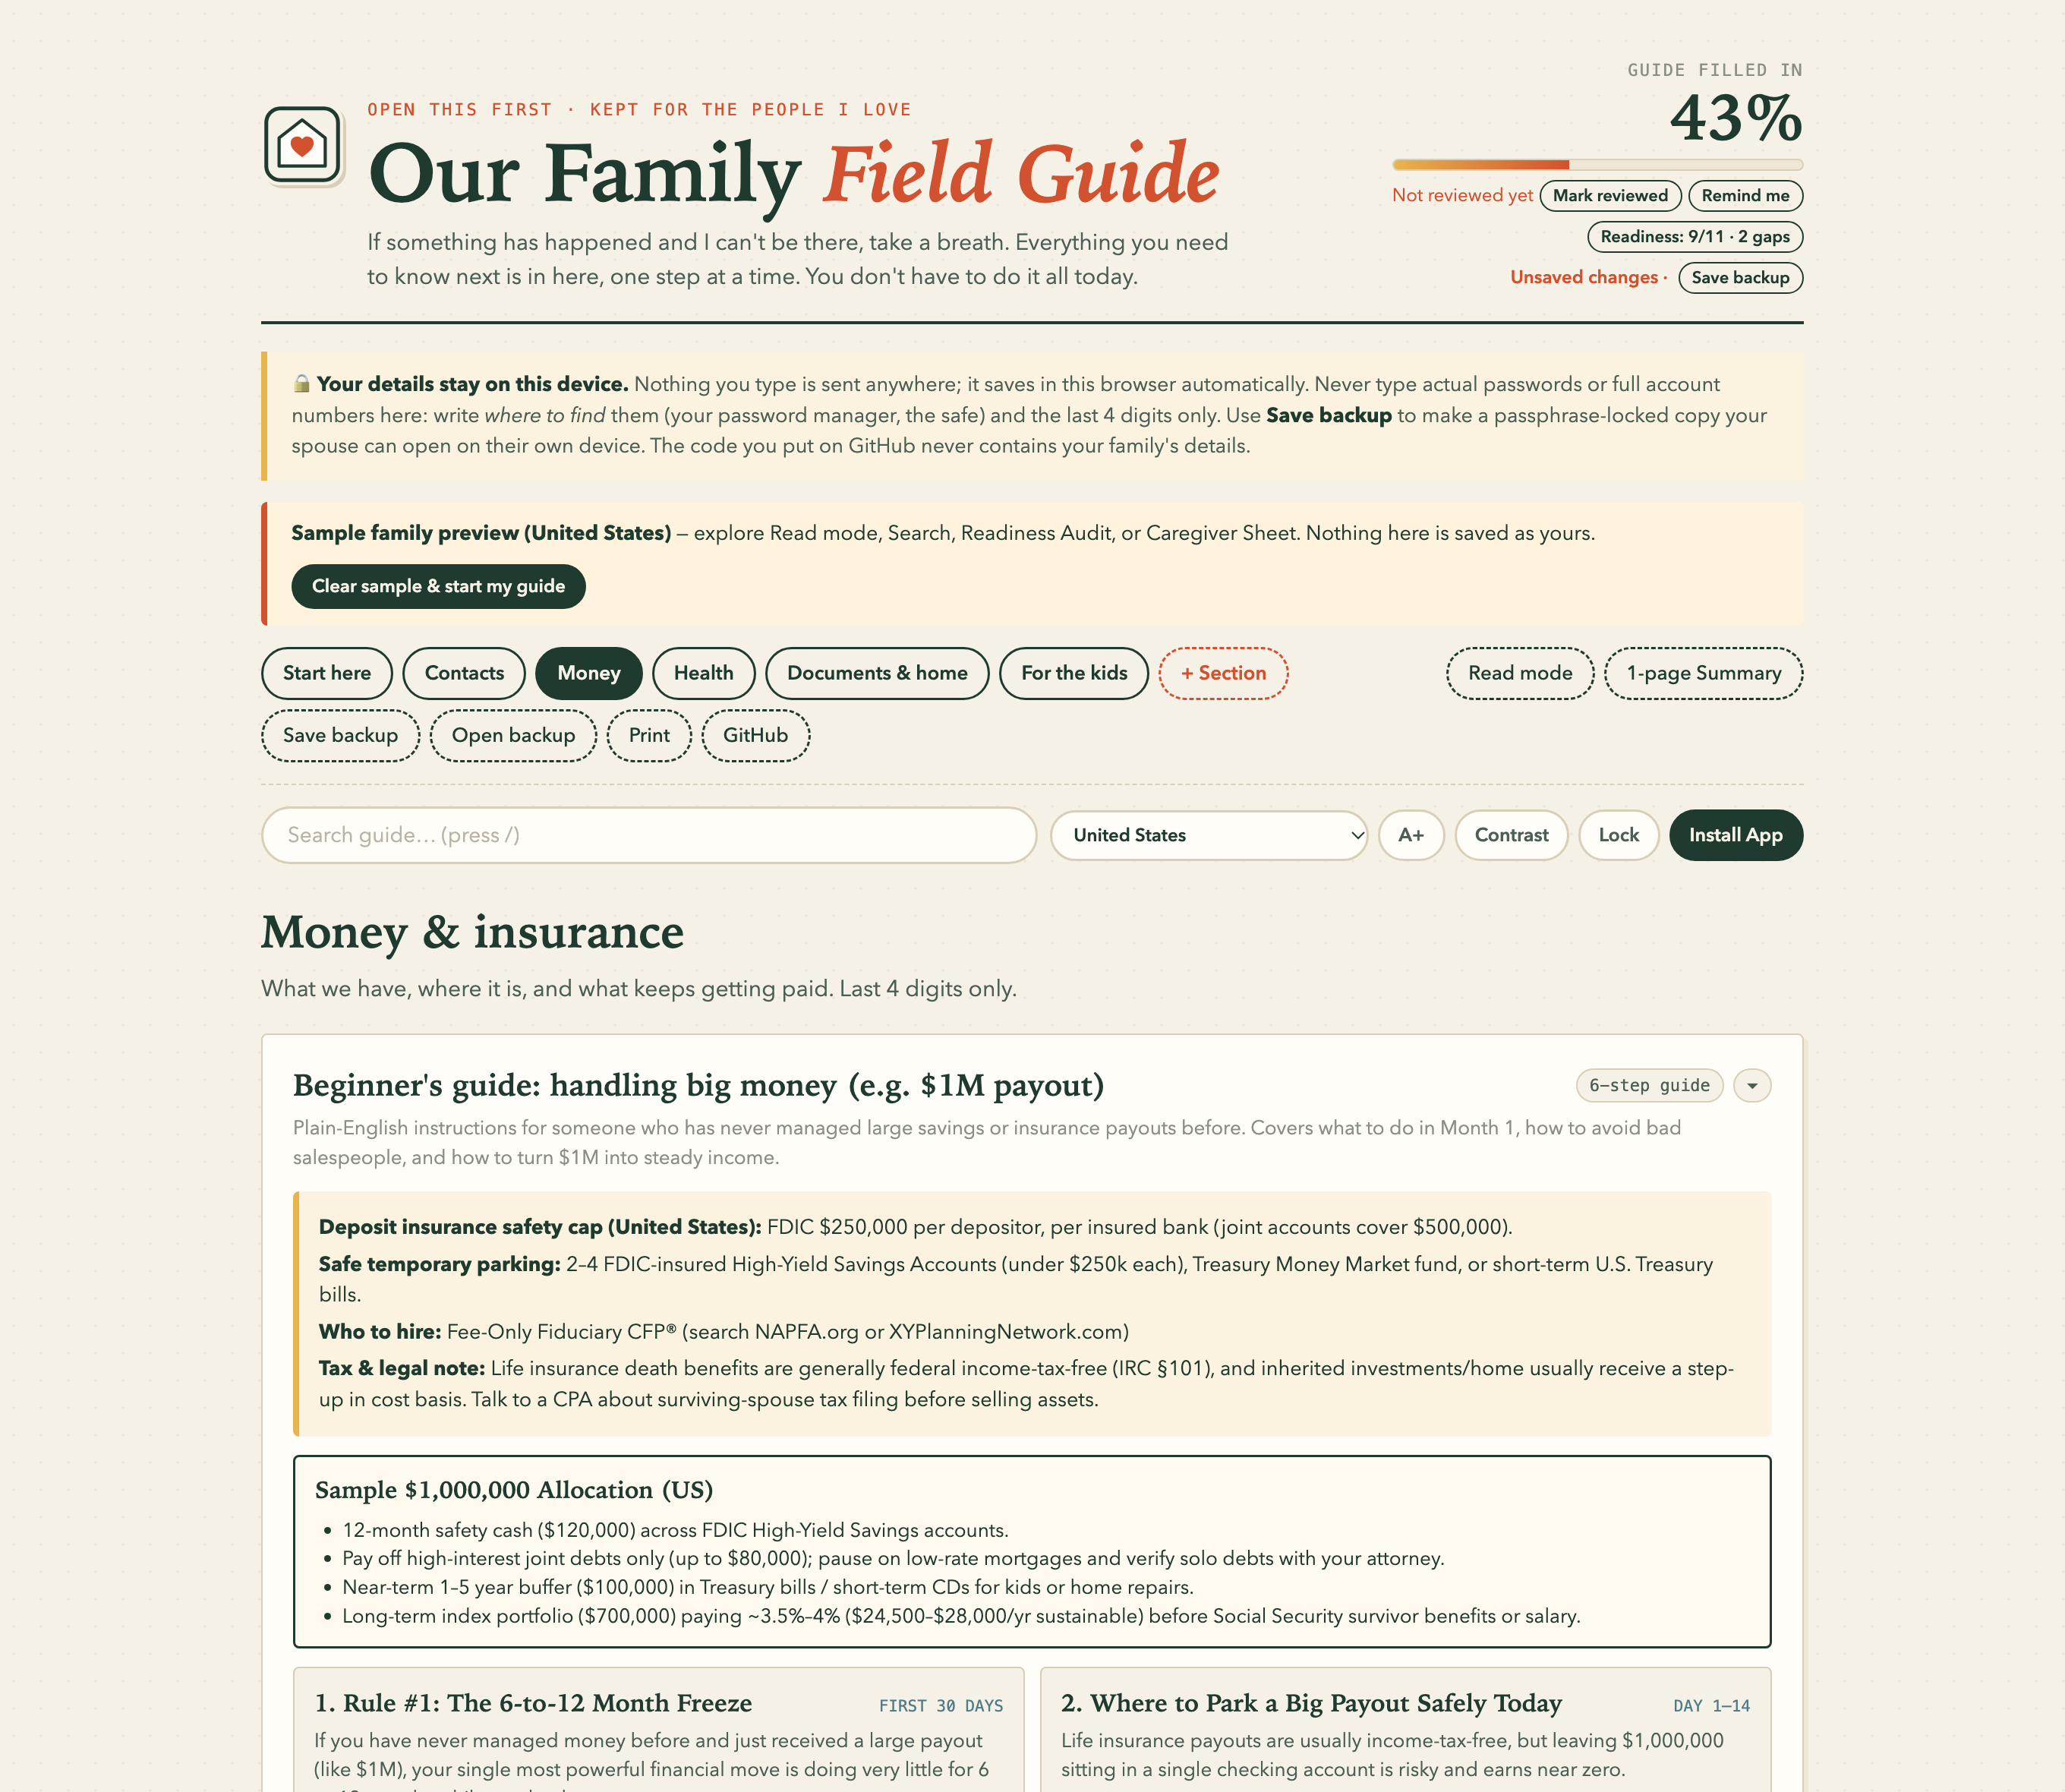 GUIDE FILLED IN
43%
OPEN THIS FIRST · KEPT FOR THE PEOPLE I LOVE
Our Family Field Guide
If something has happened and I can't be there, take a breath. Everything you need
to know next is in here, one step at a time. You don't have to do it all today.
Not reviewed yet Mark reviewed Remind me
Readiness: 9/11 · 2 gaps
Unsaved changes · Save backup
🔒 Your details stay on this device. Nothing you type is sent anywhere; it saves in this browser automatically. Never type actual passwords or full account
numbers here: write where to find them (your password manager, the safe) and the last 4 digits only. Use Save backup to make a passphrase-locked copy your
spouse can open on their own device. The code you put on GitHub never contains your family's details.
Sample family preview (United States) — explore Read mode, Search, Readiness Audit, or Caregiver Sheet. Nothing here is saved as yours.
Clear sample & start my guide
Start here Contacts Money Health Documents & home For the kids + Section Read mode 1-page Summary
Save backup Open backup Print GitHub
Search guide… (press /) United States A+ Contrast Lock Install App
Money & insurance
What we have, where it is, and what keeps getting paid. Last 4 digits only.
Beginner's guide: handling big money (e.g. $1M payout) 6-step guide
Plain-English instructions for someone who has never managed large savings or insurance payouts before. Covers what to do in Month 1, how to avoid bad
salespeople, and how to turn $1M into steady income.
Deposit insurance safety cap (United States): FDIC $250,000 per depositor, per insured bank (joint accounts cover $500,000).
Safe temporary parking: 2–4 FDIC-insured High-Yield Savings Accounts (under $250k each), Treasury Money Market fund, or short-term U.S. Treasury
bills.
Who to hire: Fee-Only Fiduciary CFP® (search NAPFA.org or XYPlanningNetwork.com)
Tax & legal note: Life insurance death benefits are generally federal income-tax-free (IRC §101), and inherited investments/home usually receive a step-
up in cost basis. Talk to a CPA about surviving-spouse tax filing before selling assets.
Sample $1,000,000 Allocation (US)
• 12-month safety cash ($120,000) across FDIC High-Yield Savings accounts.
• Pay off high-interest joint debts only (up to $80,000); pause on low-rate mortgages and verify solo debts with your attorney.
• Near-term 1–5 year buffer ($100,000) in Treasury bills / short-term CDs for kids or home repairs.
• Long-term index portfolio ($700,000) paying ~3.5%–4% ($24,500–$28,000/yr sustainable) before Social Security survivor benefits or salary.
1. Rule #1: The 6-to-12 Month Freeze FIRST 30 DAYS
If you have never managed money before and just received a large payout
(like $1M), your single most powerful financial move is doing very little for 6
2. Where to Park a Big Payout Safely Today DAY 1–14
Life insurance payouts are usually income-tax-free, but leaving $1,000,000
sitting in a single checking account is risky and earns near zero.